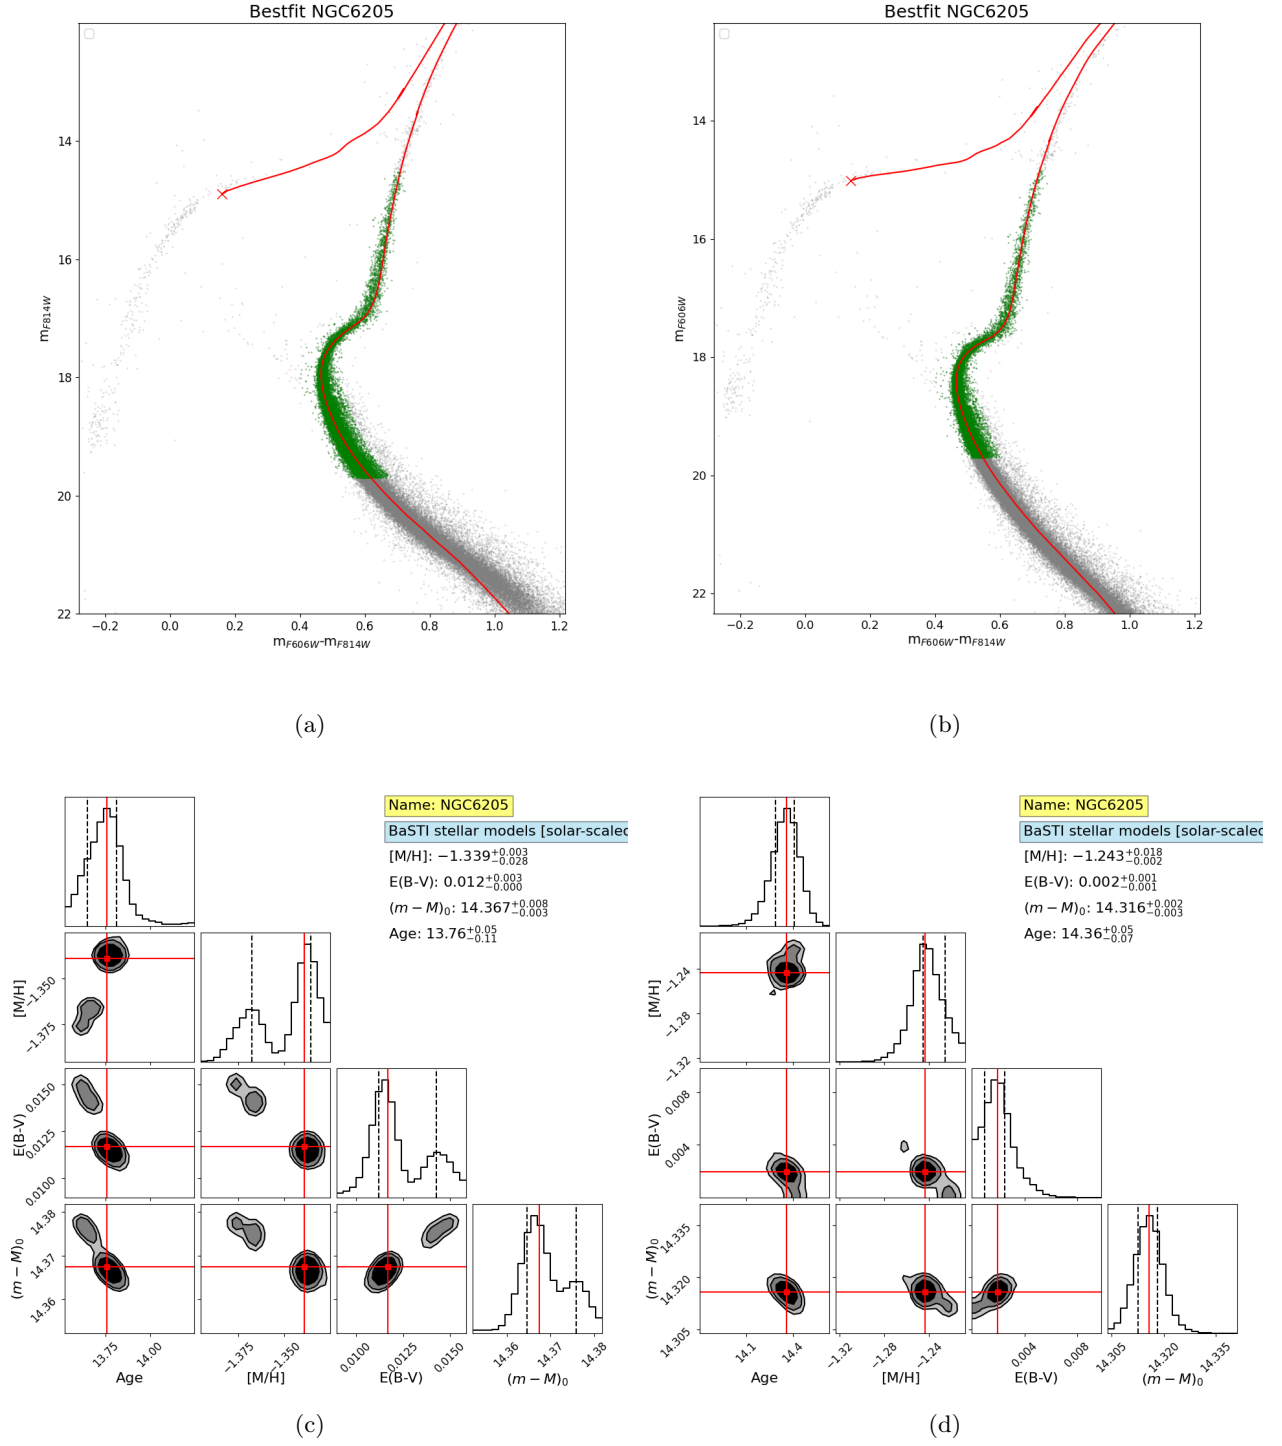 Bestfit NGC6205
14
16
18
20
22
m_F814W
−0.2 0.0 0.2 0.4 0.6 0.8 1.0 1.2
m_F606W-m_F814W
(a)
Bestfit NGC6205
14
16
18
20
22
m_F606W
−0.2 0.0 0.2 0.4 0.6 0.8 1.0 1.2
m_F606W-m_F814W
(b)
Name: NGC6205
BaSTI stellar models [solar-scaled
[M/H]: −1.339 +0.003 −0.028
E(B-V): 0.012 +0.003 −0.000
(m − M)₀: 14.367 +0.008 −0.003
Age: 13.76 +0.05 −0.11
[M/H]
−1.350
−1.375
E(B-V)
0.0150
0.0125
0.0100
(m − M)₀
14.38
14.37
14.36
13.75 14.00
Age
−1.375 −1.350
[M/H]
0.0100 0.0125 0.0150
E(B-V)
14.36 14.37 14.38
(m − M)₀
(c)
Name: NGC6205
BaSTI stellar models [solar-scaled
[M/H]: −1.243 +0.018 −0.002
E(B-V): 0.002 +0.001 −0.001
(m − M)₀: 14.316 +0.002 −0.003
Age: 14.36 +0.05 −0.07
[M/H]
−1.24
−1.28
−1.32
E(B-V)
0.008
0.004
(m − M)₀
14.335
14.320
14.305
14.1 14.4
Age
−1.32 −1.28 −1.24
[M/H]
0.004 0.008
E(B-V)
14.305 14.320 14.335
(m − M)₀
(d)